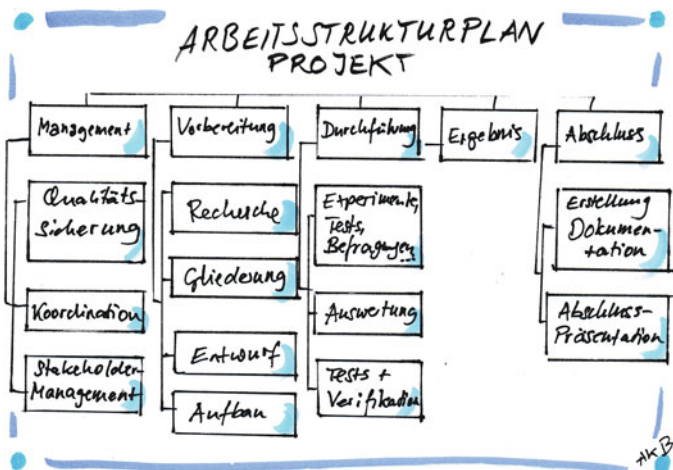 ARBEITSSTRUKTURPLAN
PROJEKT
Management
Qualitäts-
sicherung
Koordination
Stakeholder-
Management
Vorbereitung
Recherche
Gliederung
Entwurf
Aufbau
Durchführung
Experimente,
Tests,
Befragungen
...
Auswertung
Tests +
Verifikation
Ergebnis
Abschluss
Erstellung
Dokumen-
tation
Abschluss-
Präsentation
AKB